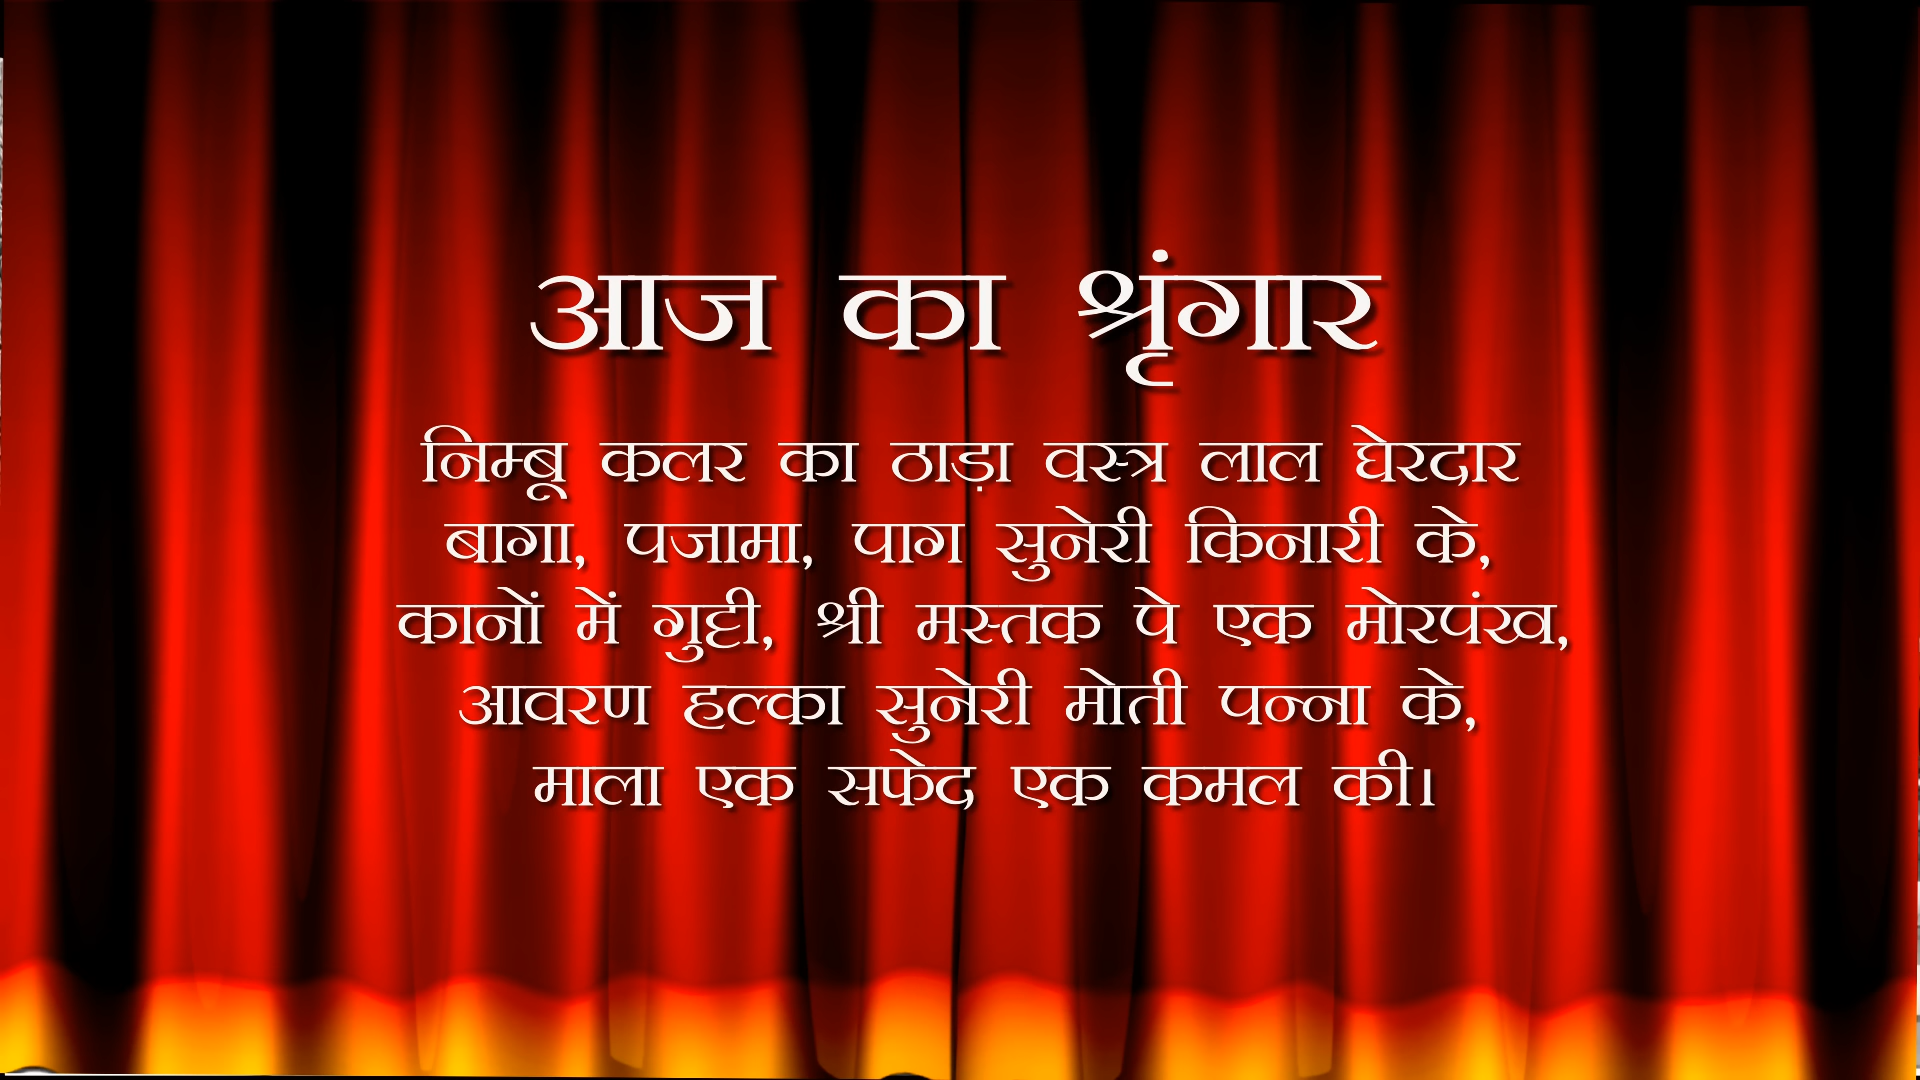 आज का श्रृंगार
निम्बू कलर का ठाड़ा वस्त्र लाल घेरदार
बागा, पजामा, पाग सुनेरी किनारी के,
कानों में गुट्टी, श्री मस्तक पे एक मोरपंख,
आवरण हल्का सुनेरी मोती पन्ना के,
माला एक सफेद एक कमल की।